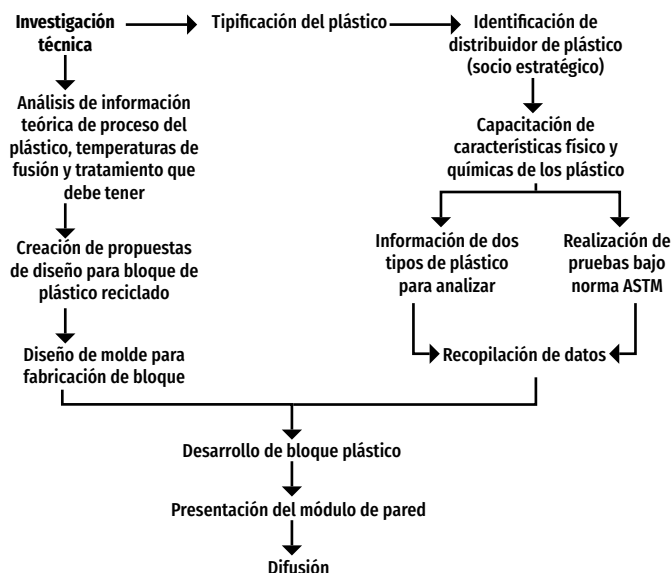 Investigación
técnica
Tipificación del plástico
Identificación de
distribuidor de plástico
(socio estratégico)
Análisis de información
teórica de proceso del
plástico, temperaturas de
fusión y tratamiento que
debe tener
Capacitación de
características físico y
químicas de los plástico
Creación de propuestas
de diseño para bloque de
plástico reciclado
Información de dos
tipos de plástico
para analizar
Realización de
pruebas bajo
norma ASTM
Diseño de molde para
fabricación de bloque
Recopilación de datos
Desarrollo de bloque plástico
Presentación del módulo de pared
Difusión